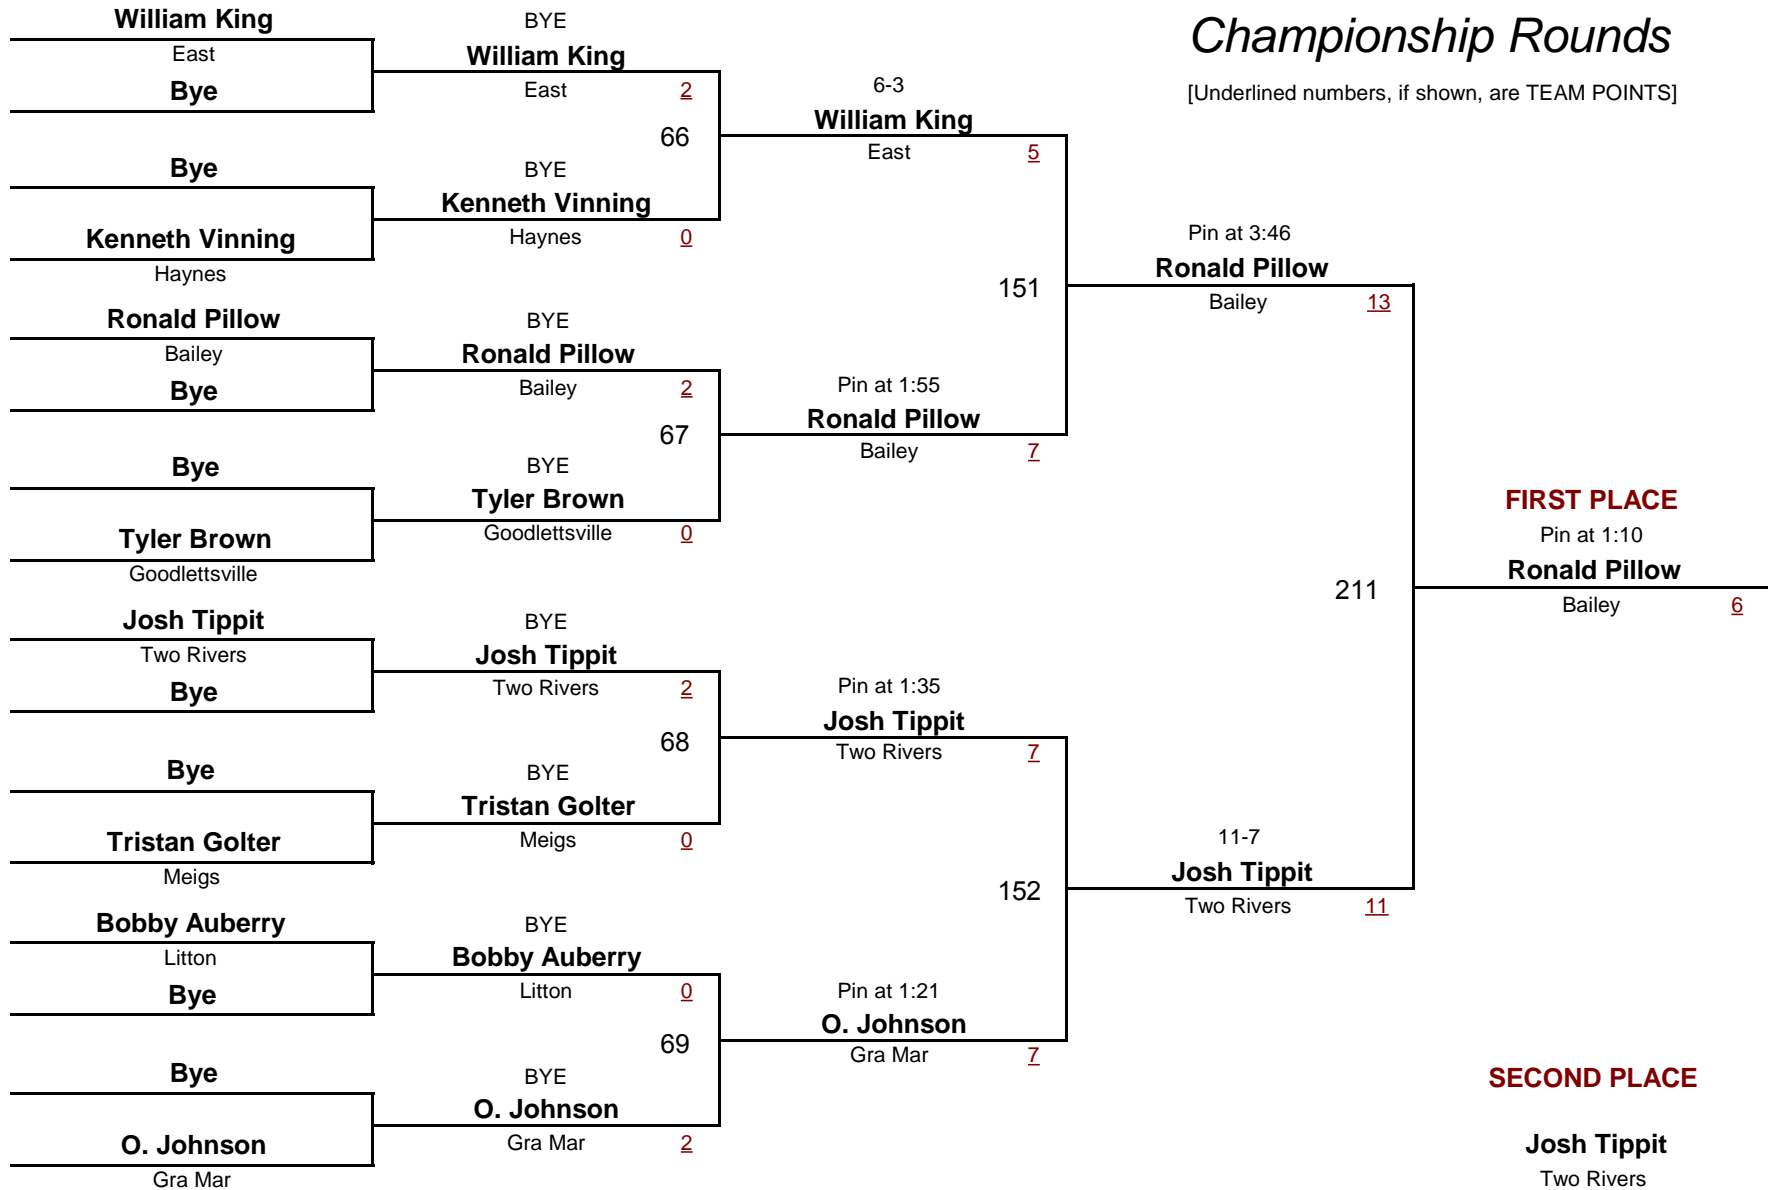 Championship Rounds
[Underlined numbers, if shown, are TEAM POINTS]
William King
East
Bye
Bye
Kenneth Vinning
Haynes
Ronald Pillow
Bailey
Bye
Bye
Tyler Brown
Goodlettsville
Josh Tippit
Two Rivers
Bye
Bye
Tristan Golter
Meigs
Bobby Auberry
Litton
Bye
Bye
O. Johnson
Gra Mar
BYE
William King
East 2
66
BYE
Kenneth Vinning
Haynes 0
BYE
Ronald Pillow
Bailey 2
67
BYE
Tyler Brown
Goodlettsville 0
BYE
Josh Tippit
Two Rivers 2
68
BYE
Tristan Golter
Meigs 0
BYE
Bobby Auberry
Litton 0
69
BYE
O. Johnson
Gra Mar 2
6-3
William King
East 5
151
Pin at 1:55
Ronald Pillow
Bailey 7
Pin at 1:35
Josh Tippit
Two Rivers 7
152
Pin at 1:21
O. Johnson
Gra Mar 7
Pin at 3:46
Ronald Pillow
Bailey 13
211
11-7
Josh Tippit
Two Rivers 11
FIRST PLACE
Pin at 1:10
Ronald Pillow
Bailey 6
SECOND PLACE
Josh Tippit
Two Rivers